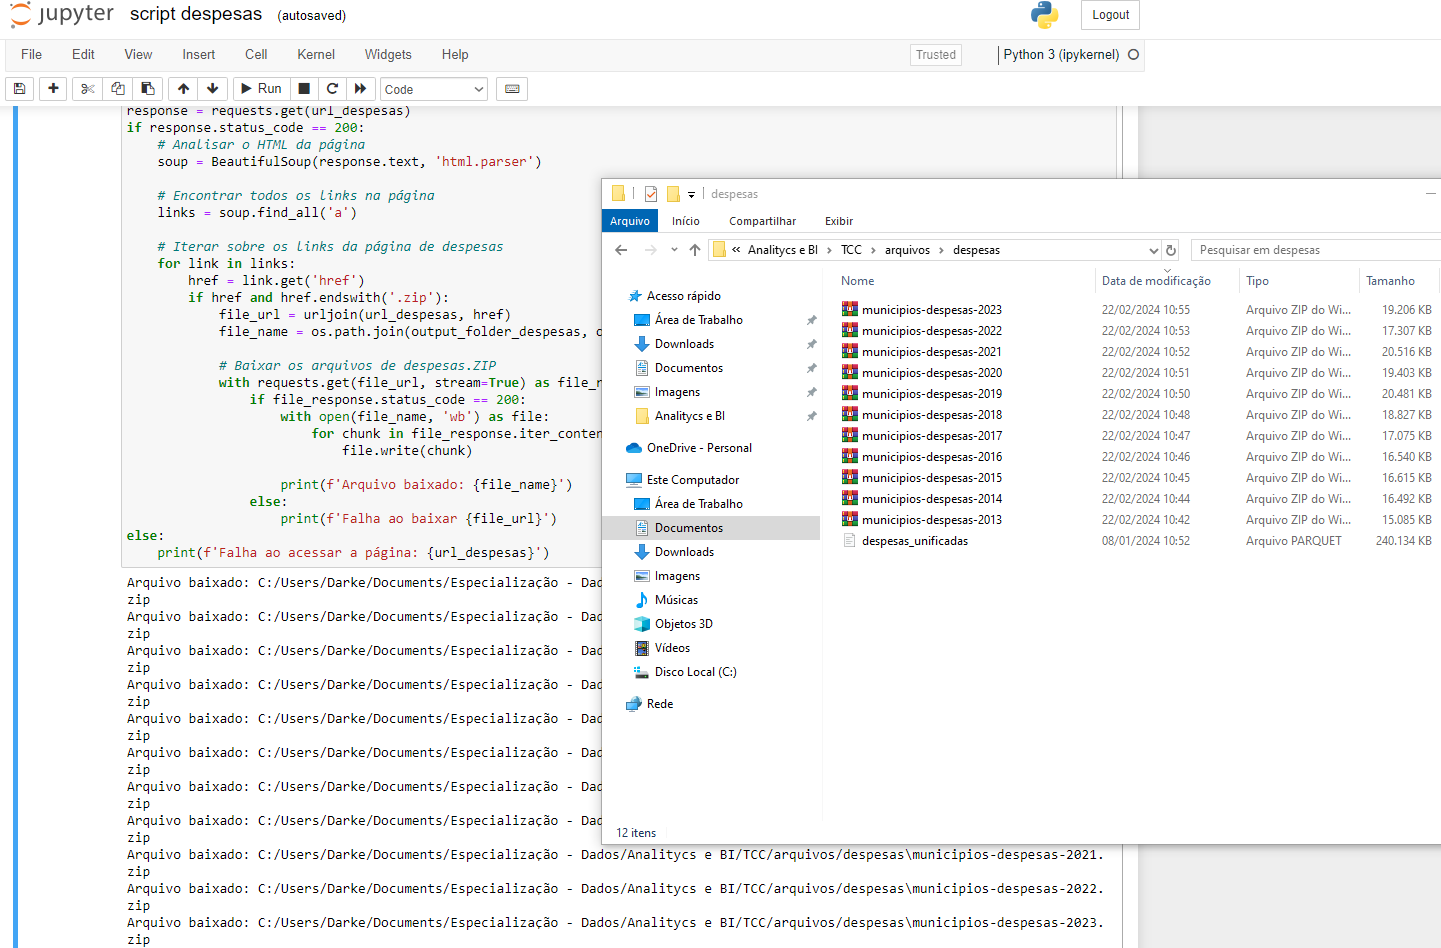 jupyter script despesas (autosaved)
Logout
File Edit View Insert Cell Kernel Widgets Help
Trusted Python 3 (ipykernel)
Run Code
response = requests.get(url_despesas)
if response.status_code == 200:
# Analisar o HTML da página
soup = BeautifulSoup(response.text, 'html.parser')
# Encontrar todos os links na página
links = soup.find_all('a')
# Iterar sobre os links da página de despesas
for link in links:
href = link.get('href')
if href and href.endswith('.zip'):
file_url = urljoin(url_despesas, href)
file_name = os.path.join(output_folder_despesas,
# Baixar os arquivos de despesas.ZIP
with requests.get(file_url, stream=True) as file_r
if file_response.status_code == 200:
with open(file_name, 'wb') as file:
for chunk in file_response.iter_conten
file.write(chunk)
print(f'Arquivo baixado: {file_name}')
else:
print(f'Falha ao baixar {file_url}')
else:
print(f'Falha ao acessar a página: {url_despesas}')
Arquivo baixado: C:/Users/Darke/Documents/Especialização - Dad
zip
Arquivo baixado: C:/Users/Darke/Documents/Especialização - Dad
zip
Arquivo baixado: C:/Users/Darke/Documents/Especialização - Dad
zip
Arquivo baixado: C:/Users/Darke/Documents/Especialização - Dad
zip
Arquivo baixado: C:/Users/Darke/Documents/Especialização - Dad
zip
Arquivo baixado: C:/Users/Darke/Documents/Especialização - Dad
zip
Arquivo baixado: C:/Users/Darke/Documents/Especialização - Dad
zip
Arquivo baixado: C:/Users/Darke/Documents/Especialização - Dad
zip
Arquivo baixado: C:/Users/Darke/Documents/Especialização - Dados/Analitycs e BI/TCC/arquivos/despesas\municipios-despesas-2021.
zip
Arquivo baixado: C:/Users/Darke/Documents/Especialização - Dados/Analitycs e BI/TCC/arquivos/despesas\municipios-despesas-2022.
zip
Arquivo baixado: C:/Users/Darke/Documents/Especialização - Dados/Analitycs e BI/TCC/arquivos/despesas\municipios-despesas-2023.
zip
despesas
Arquivo Início Compartilhar Exibir
« Analitycs e BI › TCC › arquivos › despesas
Pesquisar em despesas
Acesso rápido
Área de Trabalho
Downloads
Documentos
Imagens
Analitycs e BI
OneDrive - Personal
Este Computador
Área de Trabalho
Documentos
Downloads
Imagens
Músicas
Objetos 3D
Vídeos
Disco Local (C:)
Rede
Nome Data de modificação Tipo Tamanho
municipios-despesas-2023 22/02/2024 10:55 Arquivo ZIP do Wi... 19.206 KB
municipios-despesas-2022 22/02/2024 10:53 Arquivo ZIP do Wi... 17.307 KB
municipios-despesas-2021 22/02/2024 10:52 Arquivo ZIP do Wi... 20.516 KB
municipios-despesas-2020 22/02/2024 10:51 Arquivo ZIP do Wi... 19.403 KB
municipios-despesas-2019 22/02/2024 10:50 Arquivo ZIP do Wi... 20.481 KB
municipios-despesas-2018 22/02/2024 10:48 Arquivo ZIP do Wi... 18.827 KB
municipios-despesas-2017 22/02/2024 10:47 Arquivo ZIP do Wi... 17.075 KB
municipios-despesas-2016 22/02/2024 10:46 Arquivo ZIP do Wi... 16.540 KB
municipios-despesas-2015 22/02/2024 10:45 Arquivo ZIP do Wi... 16.615 KB
municipios-despesas-2014 22/02/2024 10:44 Arquivo ZIP do Wi... 16.492 KB
municipios-despesas-2013 22/02/2024 10:42 Arquivo ZIP do Wi... 15.085 KB
despesas_unificadas 08/01/2024 10:52 Arquivo PARQUET 240.134 KB
12 itens